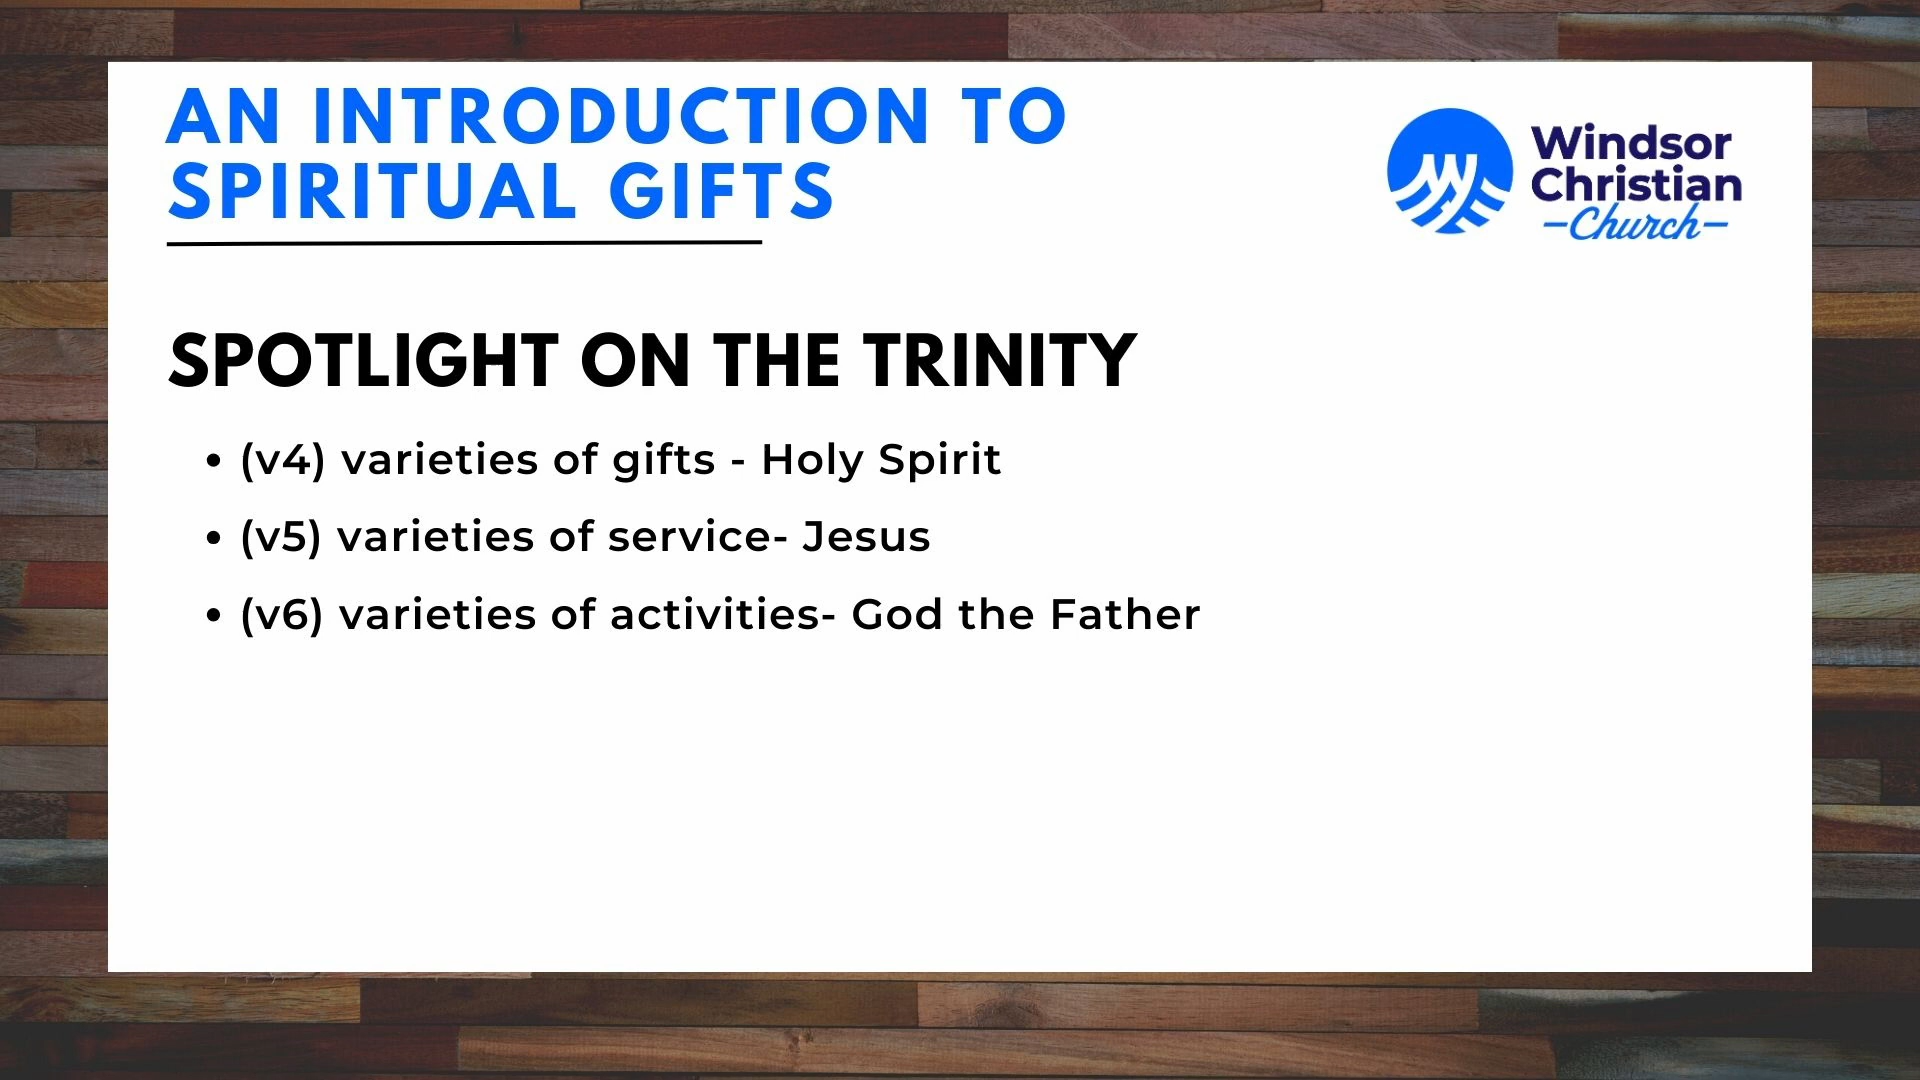 AN INTRODUCTION TO
SPIRITUAL GIFTS
Windsor
Christian
-Church-
SPOTLIGHT ON THE TRINITY
• (v4) varieties of gifts - Holy Spirit
• (v5) varieties of service- Jesus
• (v6) varieties of activities- God the Father